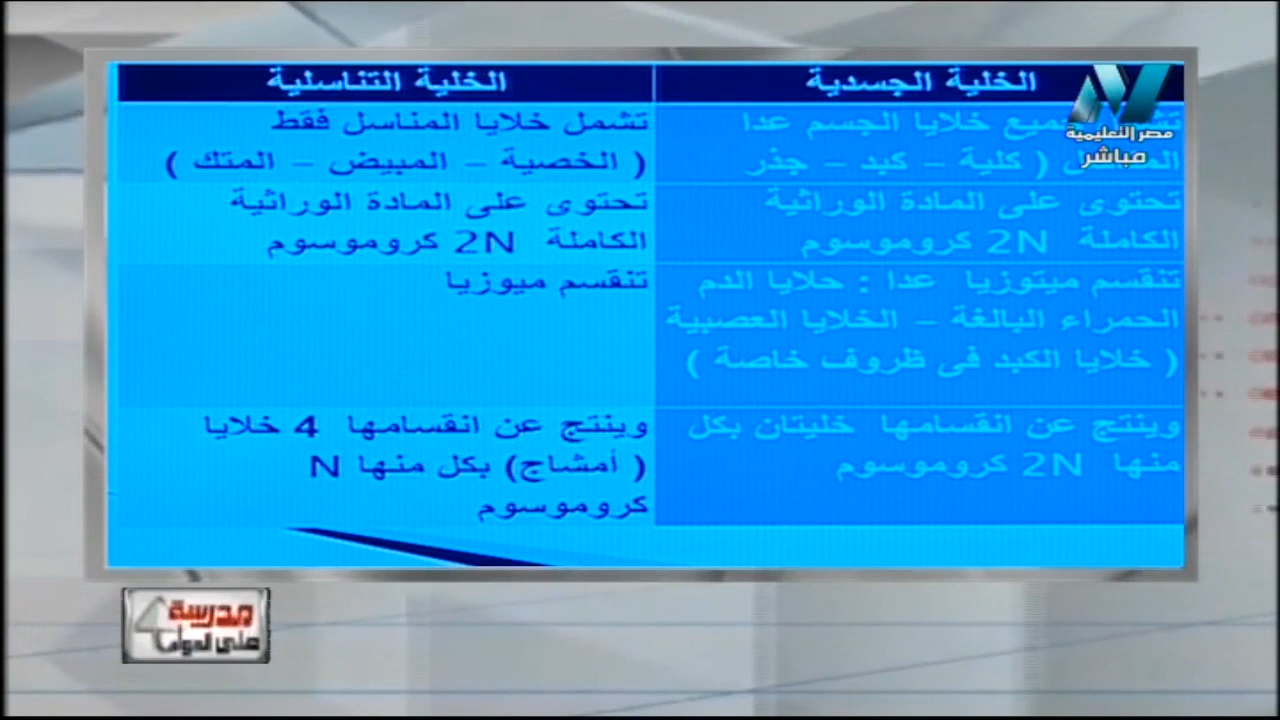 الخلية الجسدية
الخلية التناسلية
جميع خلايا الجسم عدا
( كلية – كبد – جذر
تشمل خلايا المناسل فقط
( الخصية – المبيض – المتك )
تحتوى على المادة الوراثية
الكاملة 2N كروموسوم
تحتوى على المادة الوراثية
الكاملة 2N كروموسوم
تنقسم ميتوزيا عدا : حلايا الدم
الحمراء البالغة – الخلايا العصبية
( خلايا الكبد فى ظروف خاصة )
تنقسم ميوزيا
وينتج عن انقسامها خليتان بكل
منها 2N كروموسوم
وينتج عن انقسامها 4 خلايا
( أمشاج) بكل منها N
كروموسوم
مصر التعليمية
مباشر
مدرسة
على الهواء